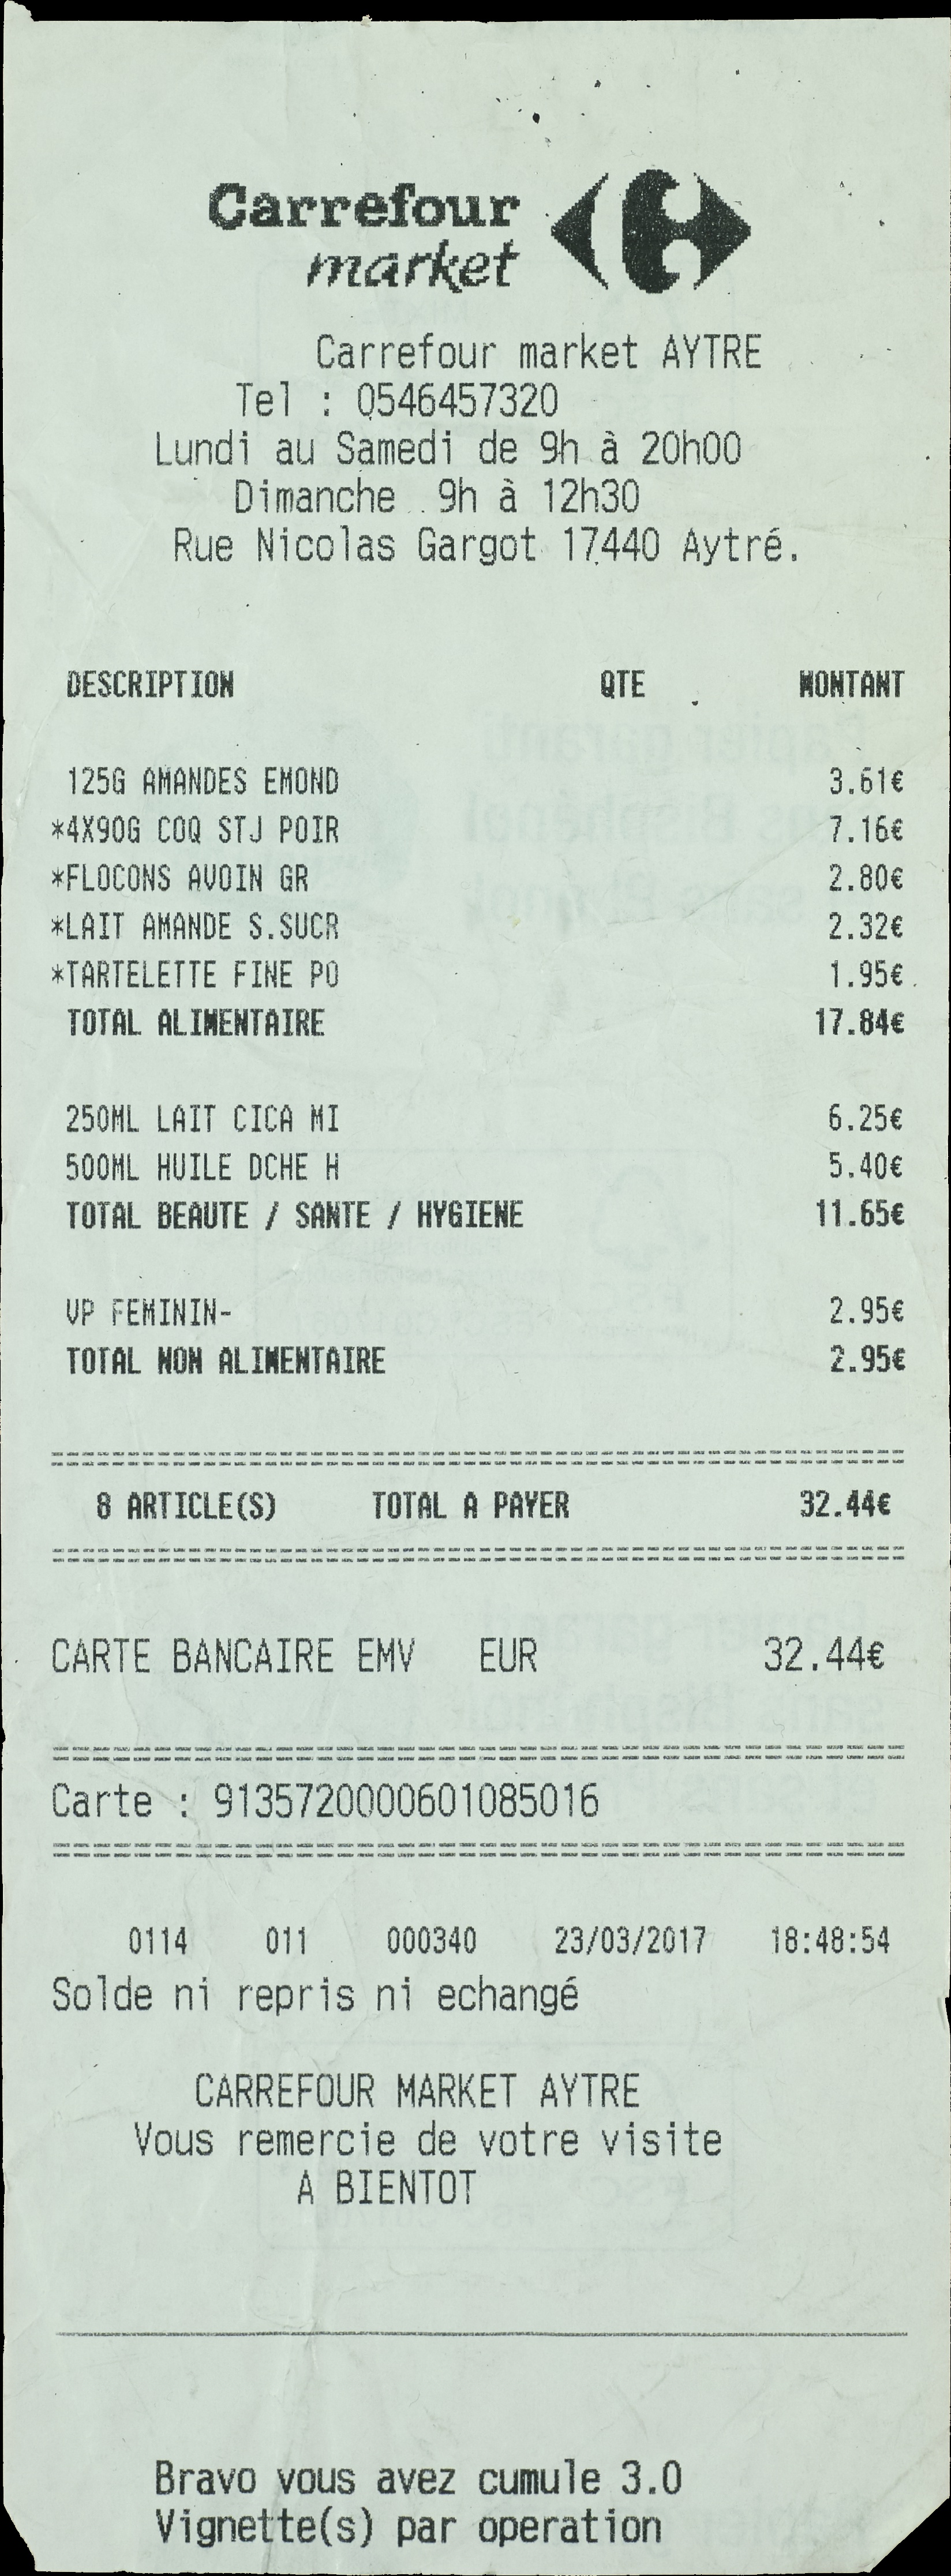 Carrefour
market
Carrefour market AYTRE
Tel : 0546457320
Lundi au Samedi de 9h à 20h00
Dimanche 9h à 12h30
Rue Nicolas Gargot 17440 Aytré.
DESCRIPTION QTE MONTANT
125G AMANDES EMOND 3.61€
*4X90G COQ STJ POIR 7.16€
*FLOCONS AVOIN GR 2.80€
*LAIT AMANDE S.SUCR 2.32€
*TARTELETTE FINE PO 1.95€
TOTAL ALIMENTAIRE 17.84€
250ML LAIT CICA MI 6.25€
500ML HUILE DCHE H 5.40€
TOTAL BEAUTE / SANTE / HYGIENE 11.65€
VP FEMININ- 2.95€
TOTAL NON ALIMENTAIRE 2.95€
8 ARTICLE(S) TOTAL A PAYER 32.44€
CARTE BANCAIRE EMV EUR 32.44€
Carte : 9135720000601085016
0114 011 000340 23/03/2017 18:48:54
Solde ni repris ni echangé
CARREFOUR MARKET AYTRE
Vous remercie de votre visite
A BIENTOT
Bravo vous avez cumule 3.0
Vignette(s) par operation